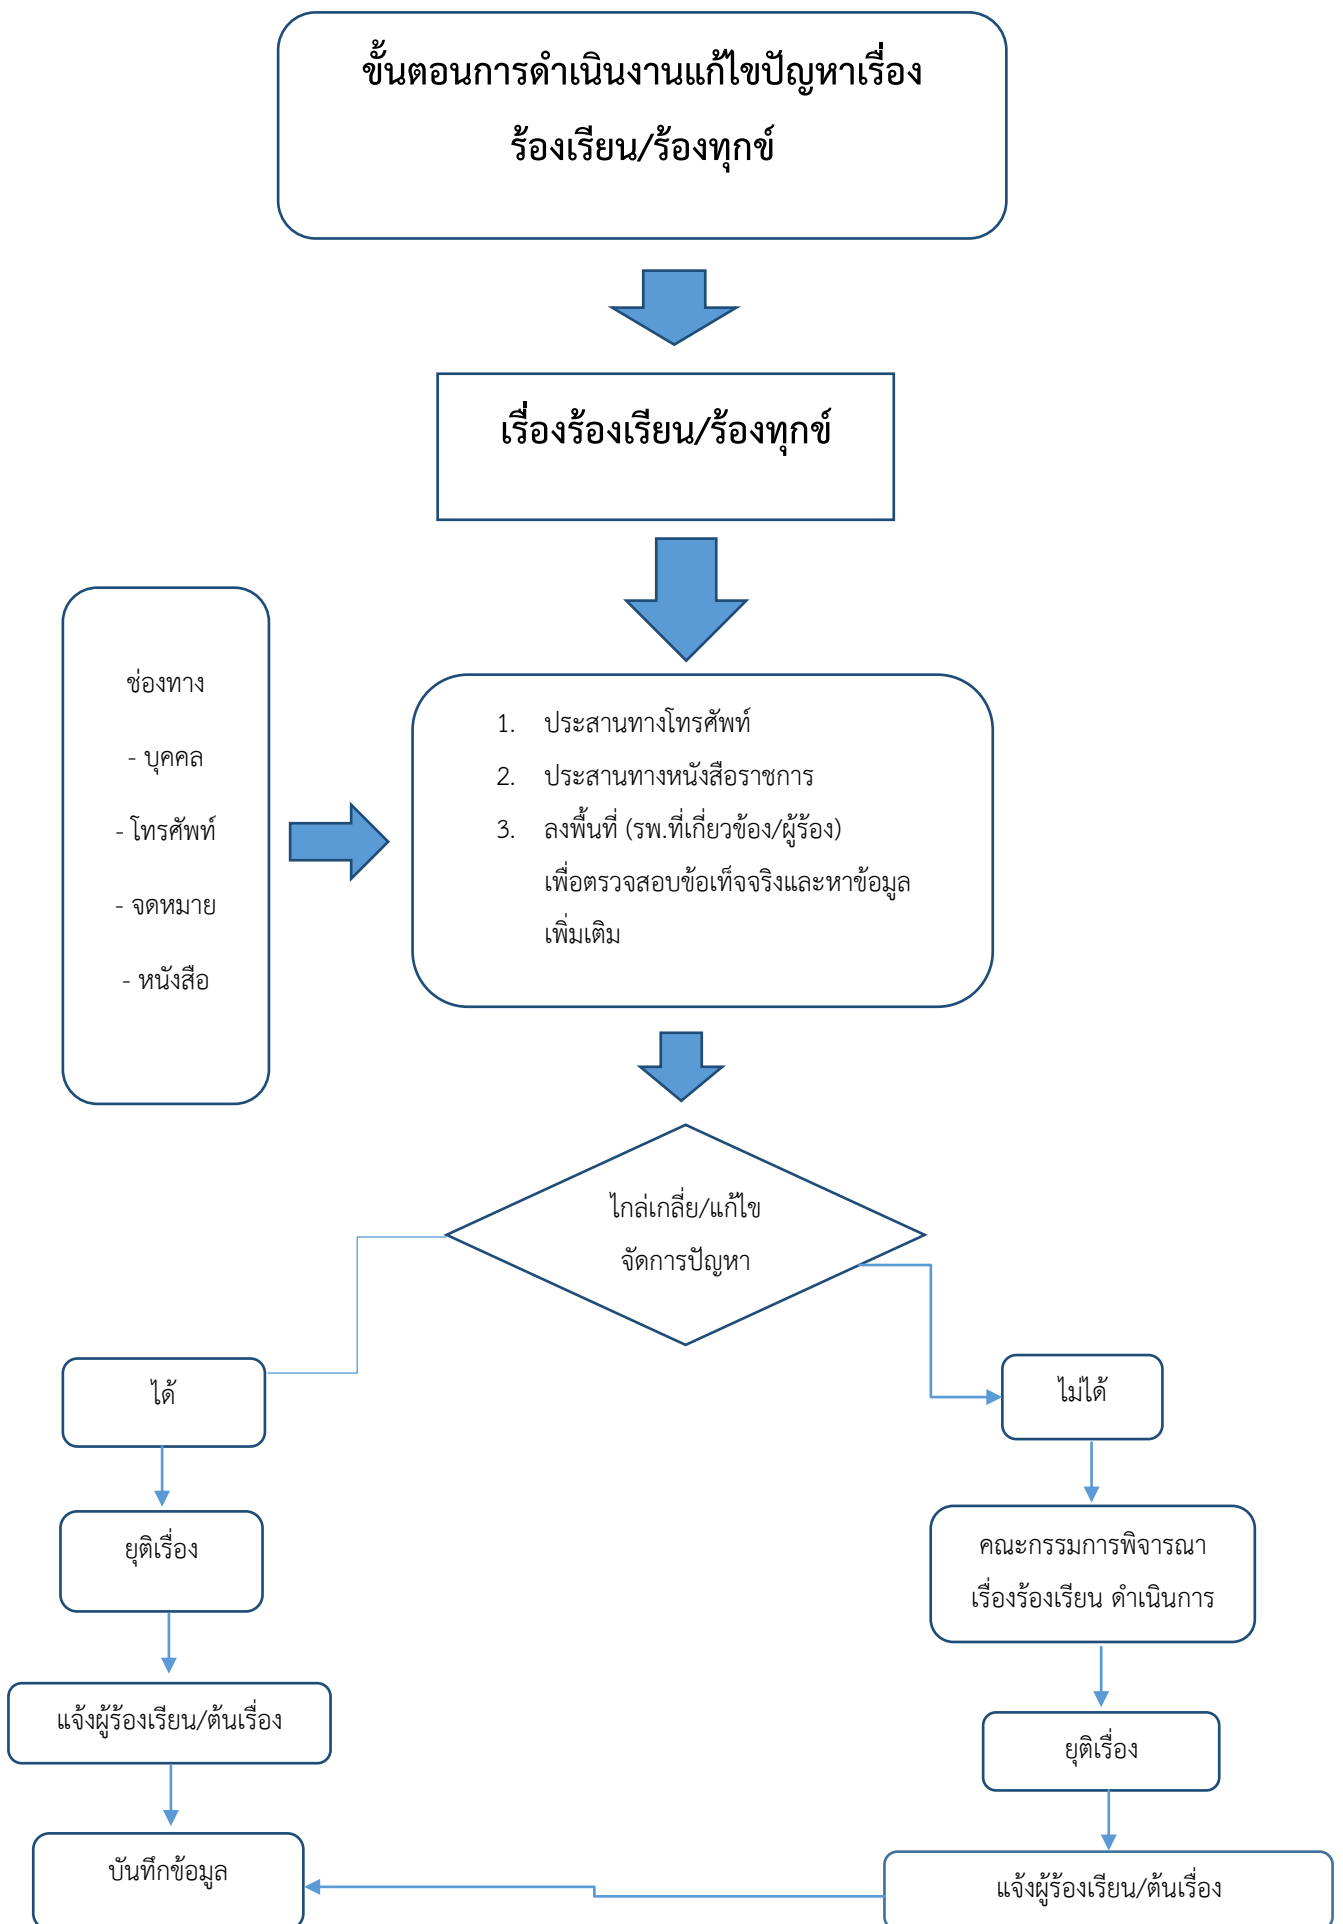 ขั้นตอนการดำเนินงานแก้ไขปัญหาเรื่อง
ร้องเรียน/ร้องทุกข์
เรื่องร้องเรียน/ร้องทุกข์
ช่องทาง
- บุคคล
- โทรศัพท์
- จดหมาย
- หนังสือ
1. ประสานทางโทรศัพท์
2. ประสานทางหนังสือราชการ
3. ลงพื้นที่ (รพ.ที่เกี่ยวข้อง/ผู้ร้อง)
เพื่อตรวจสอบข้อเท็จจริงและหาข้อมูล
เพิ่มเติม
ไกล่เกลี่ย/แก้ไข
จัดการปัญหา
ได้
ไม่ได้
ยุติเรื่อง
คณะกรรมการพิจารณา
เรื่องร้องเรียน ดำเนินการ
แจ้งผู้ร้องเรียน/ต้นเรื่อง
ยุติเรื่อง
บันทึกข้อมูล
แจ้งผู้ร้องเรียน/ต้นเรื่อง